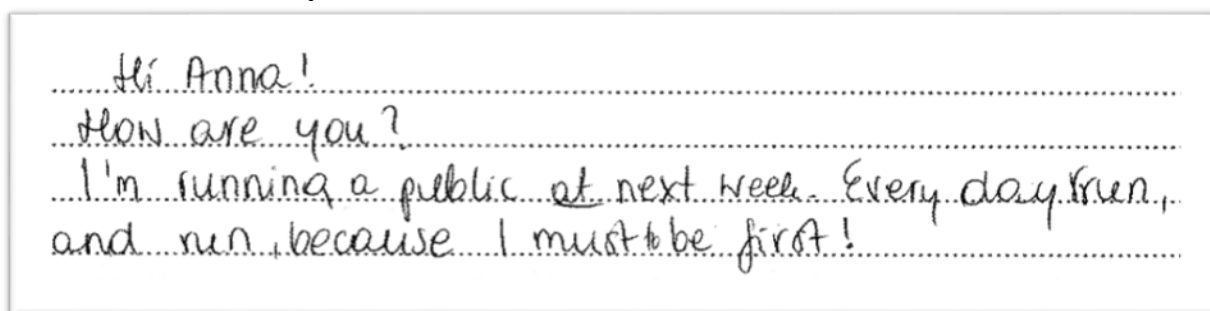 Hi Anna!
How are you?
I'm running a public at next week. Every day run,
and run, because I must to be first!